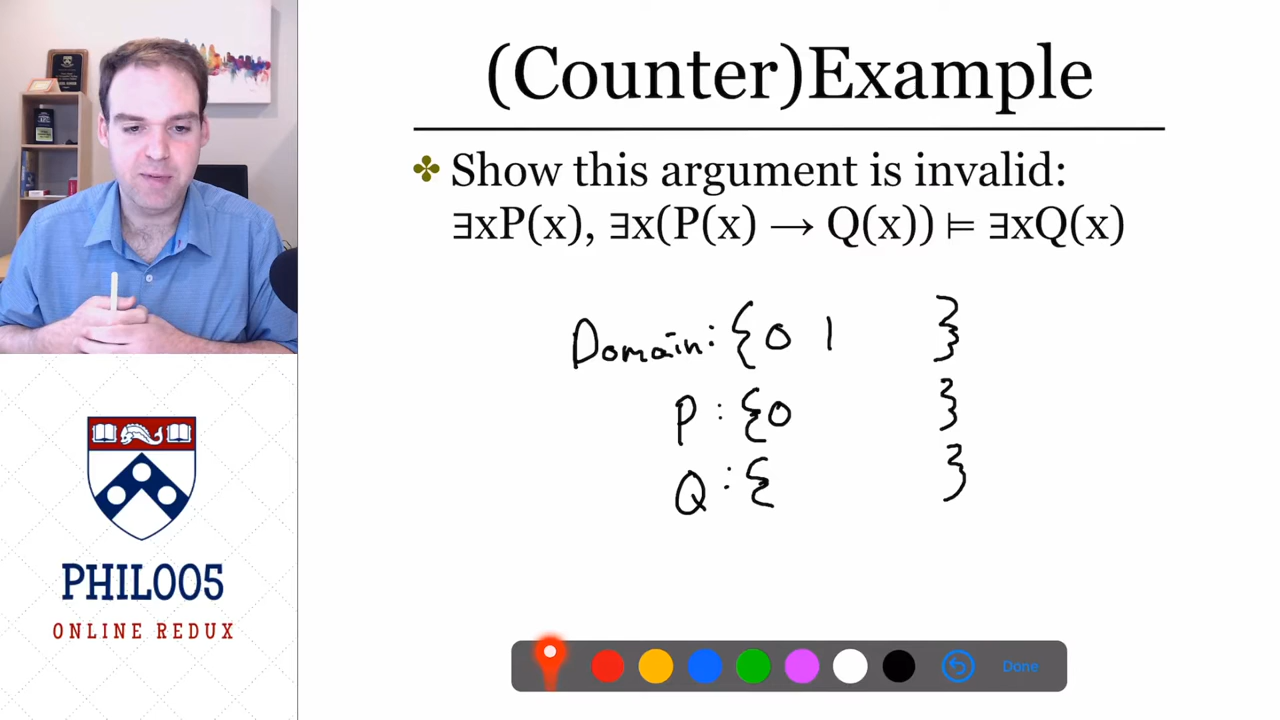 (Counter)Example
✤ Show this argument is invalid:
∃xP(x), ∃x(P(x) → Q(x)) ⊨ ∃xQ(x)
Domain: {0 1 }
P : {0 }
Q : { }
PHIL005
ONLINE REDUX
Done